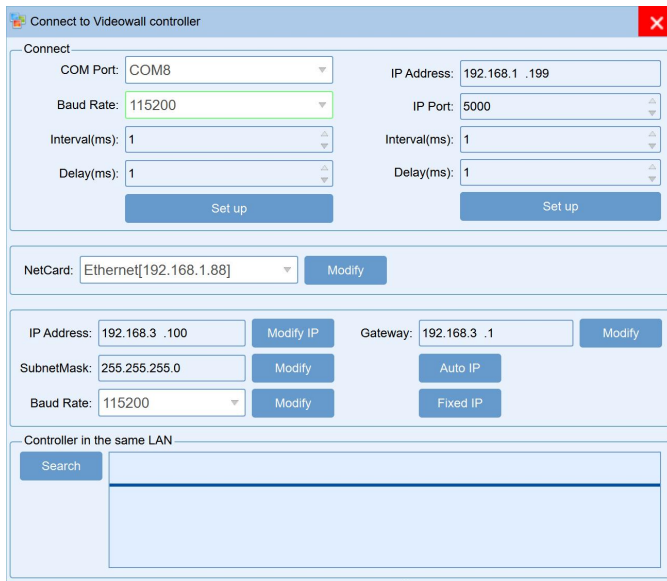 Connect to Videowall controller
Connect
COM Port: COM8
IP Address: 192.168.1 .199
Baud Rate: 115200
IP Port: 5000
Interval(ms): 1
Interval(ms): 1
Delay(ms): 1
Delay(ms): 1
Set up
Set up
NetCard: Ethernet[192.168.1.88] Modify
IP Address: 192.168.3 .100 Modify IP
Gateway: 192.168.3 .1 Modify
SubnetMask: 255.255.255.0 Modify
Auto IP
Baud Rate: 115200 Modify
Fixed IP
Controller in the same LAN
Search